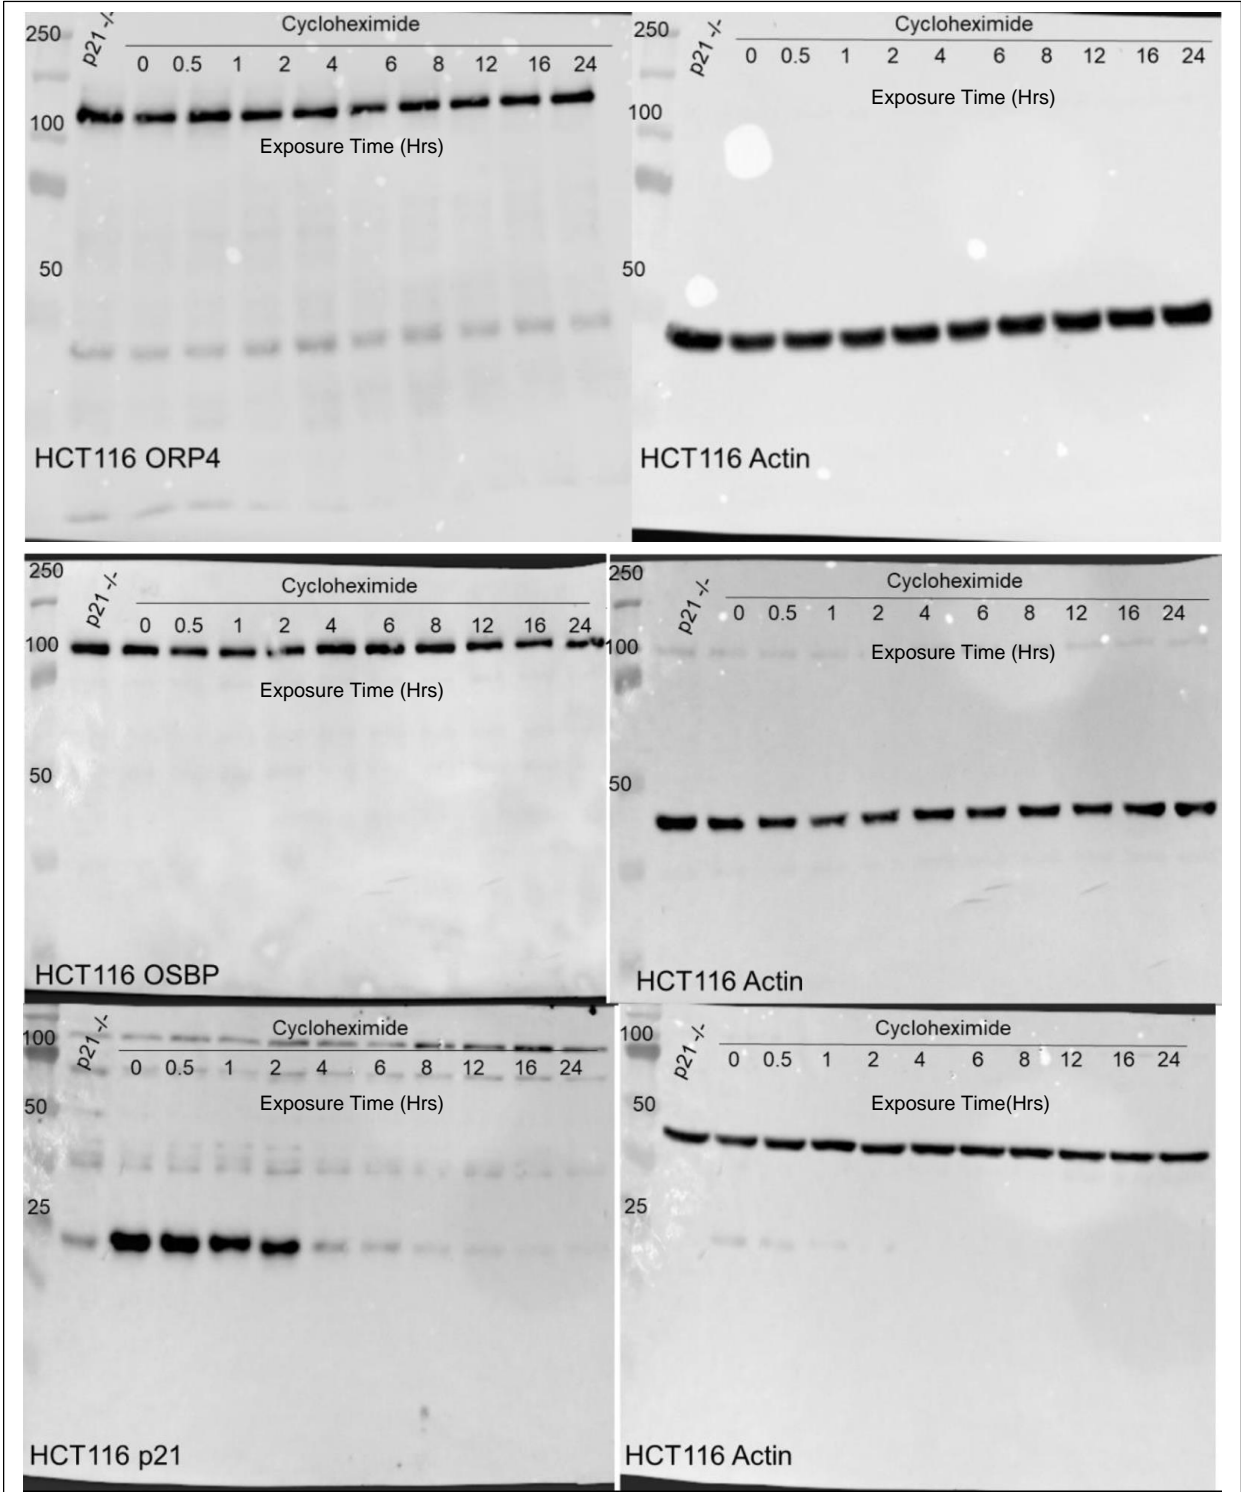 Cycloheximide
250
p21 -/-
0 0.5 1 2 4 6 8 12 16 24
100
Exposure Time (Hrs)
50
HCT116 ORP4
Cycloheximide
250
p21 -/-
0 0.5 1 2 4 6 8 12 16 24
Exposure Time (Hrs)
100
50
HCT116 Actin
250
p21 -/-
Cycloheximide
0 0.5 1 2 4 6 8 12 16 24
100
Exposure Time (Hrs)
50
HCT116 OSBP
250
p21 -/-
Cycloheximide
0 0.5 1 2 4 6 8 12 16 24
100
Exposure Time (Hrs)
50
HCT116 Actin
Cycloheximide
100
p21 -/-
0 0.5 1 2 4 6 8 12 16 24
50
Exposure Time (Hrs)
25
HCT116 p21
Cycloheximide
100
p21 -/-
0 0.5 1 2 4 6 8 12 16 24
50
Exposure Time(Hrs)
25
HCT116 Actin